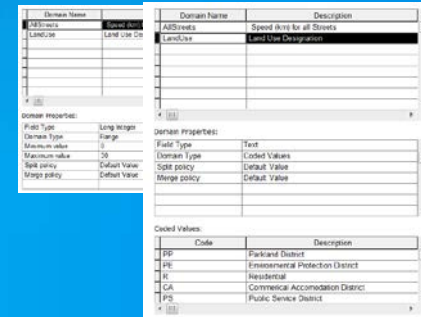 Domain Name
AllStreets Speed (km)
LandUse Land Use Des
Domain Properties:
Field Type Long Integer
Domain Type Range
Minimum value 0
Maximum value
Split policy Default Value
Merge policy Default Value
Domain Name Description
AllStreets Speed (km) for all Streets
LandUse Land Use Designation
Domain Properties:
Field Type Text
Domain Type Coded Values
Split policy Default Value
Merge policy Default Value
Coded Values:
Code Description
PP Parkland District
PE Environmental Protection District
R Residential
CA Commerical Accomodation District
PS Public Service District